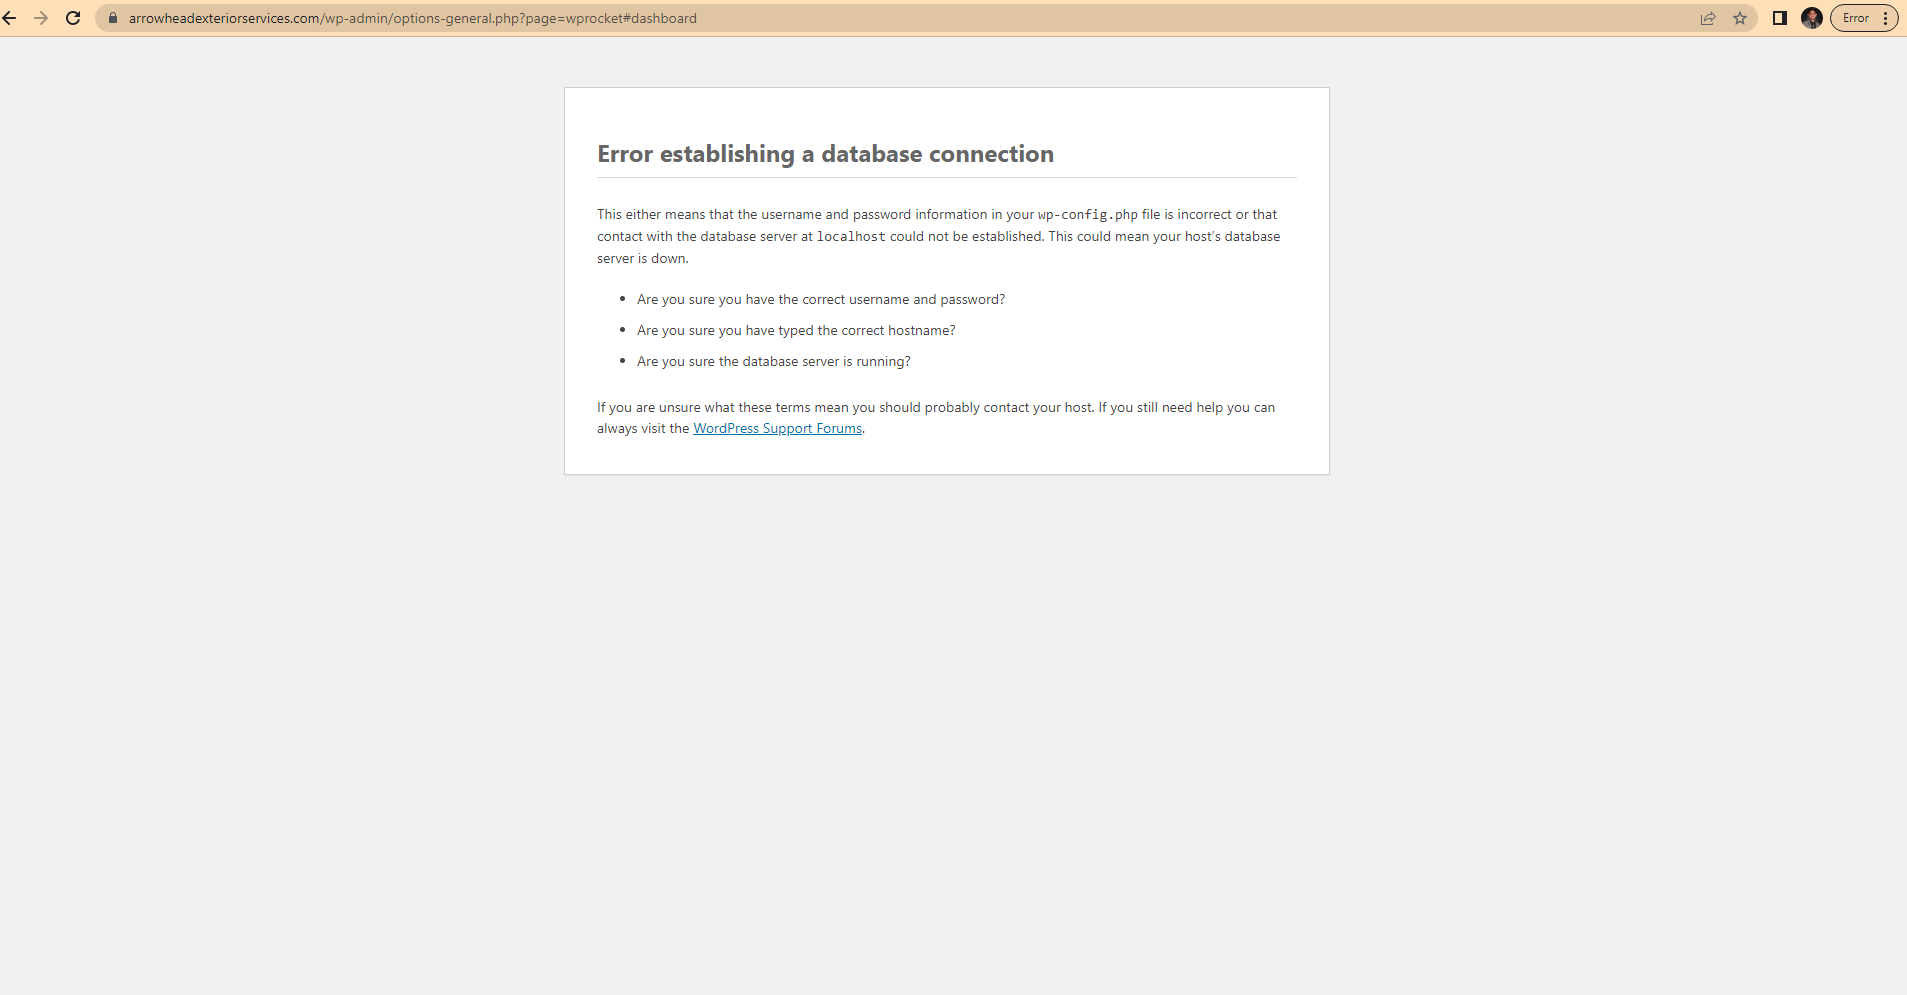 arrowheadexteriorservices.com/wp-admin/options-general.php?page=wprocket#dashboard
Error
Error establishing a database connection
This either means that the username and password information in your wp-config.php file is incorrect or that
contact with the database server at localhost could not be established. This could mean your host’s database
server is down.
Are you sure you have the correct username and password?
Are you sure you have typed the correct hostname?
Are you sure the database server is running?
If you are unsure what these terms mean you should probably contact your host. If you still need help you can
always visit the WordPress Support Forums.